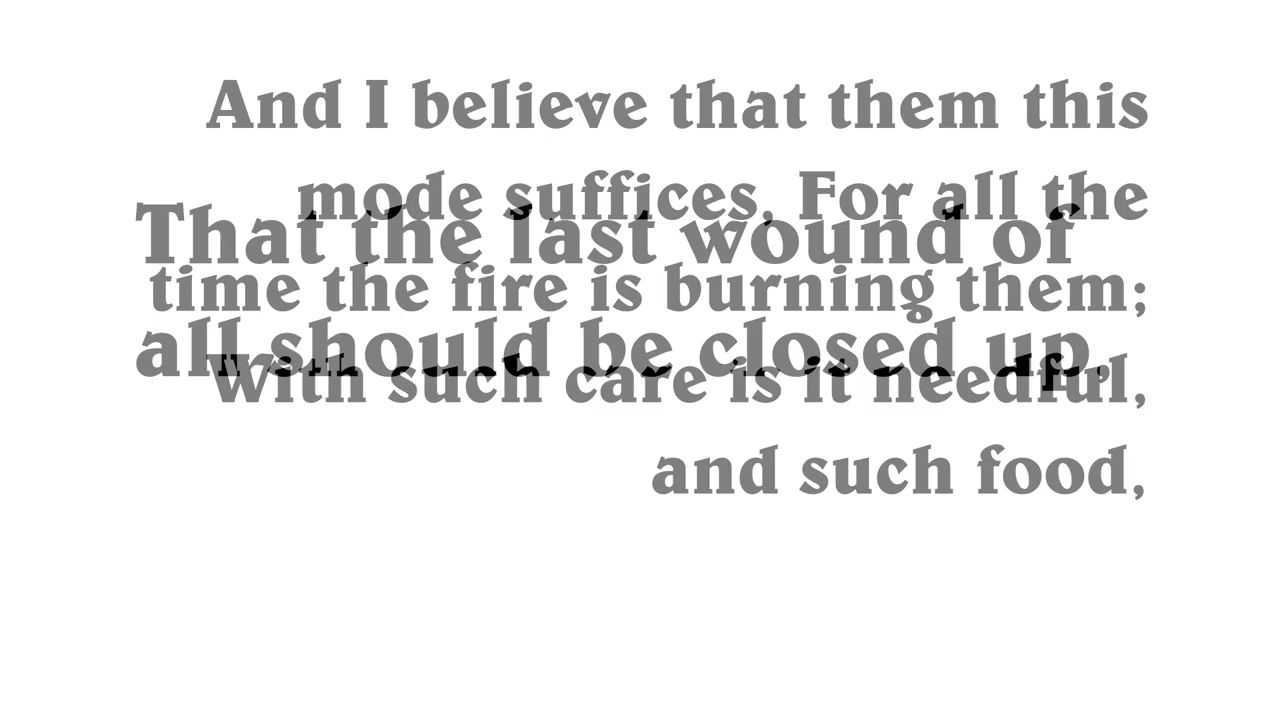 And I believe that them this
mode suffices, For all the
time the fire is burning them;
With such care is it needful,
and such food,
That the last wound of
all should be closed up.